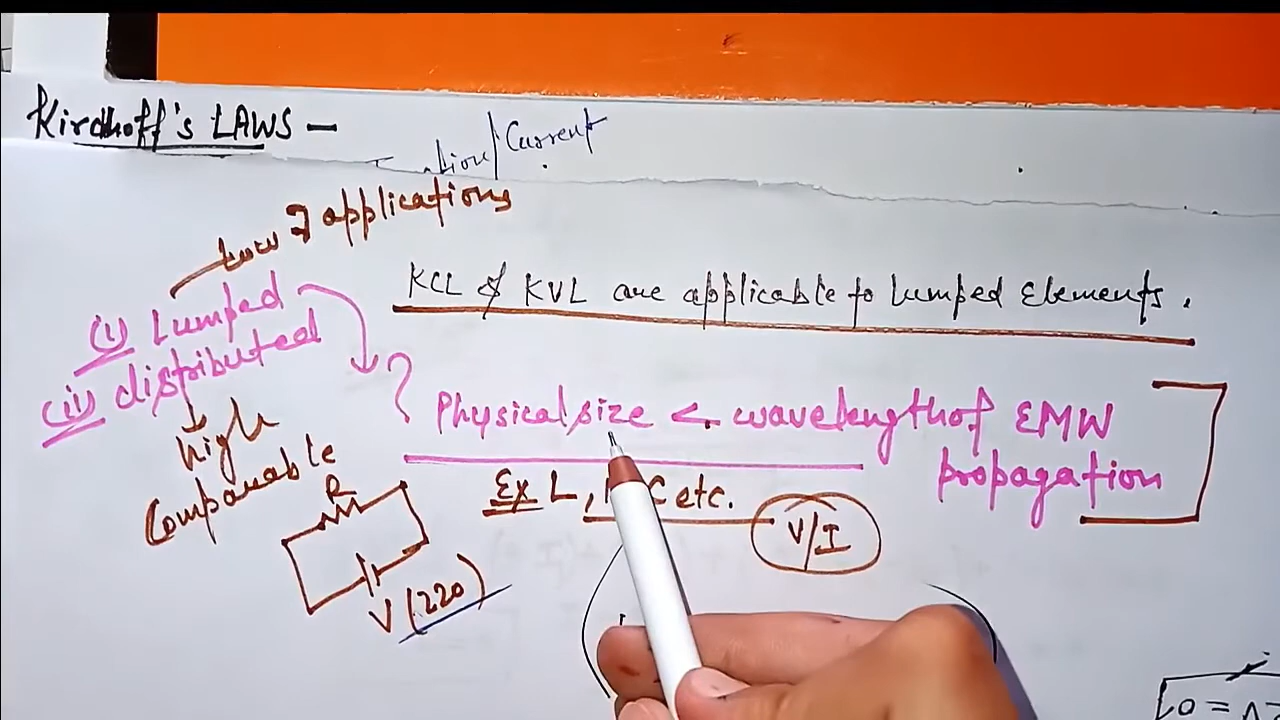 Kirchhoff's LAWS –
/Current
Low f applications
KCL & KVL are applicable to Lumped Elements.
(i) Lumped
(ii) distributed
Physical size < wavelength of EMW
propagation
high
Comparable
Ex L, C etc.
V/I
R
V (220)